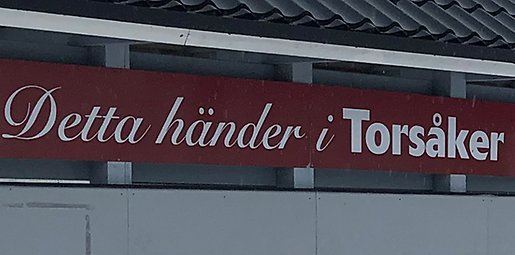 Detta händer i Torsåker